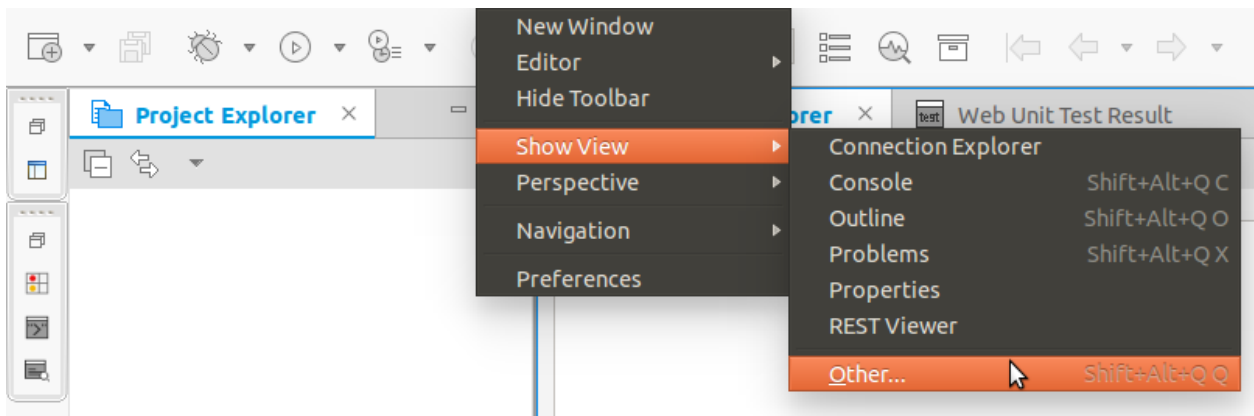 New Window
Editor
Hide Toolbar
Project Explorer
orer
test
Web Unit Test Result
Show View
Connection Explorer
Perspective
Console Shift+Alt+Q C
Outline Shift+Alt+Q O
Navigation
Problems Shift+Alt+Q X
Preferences
Properties
REST Viewer
Other... Shift+Alt+Q Q